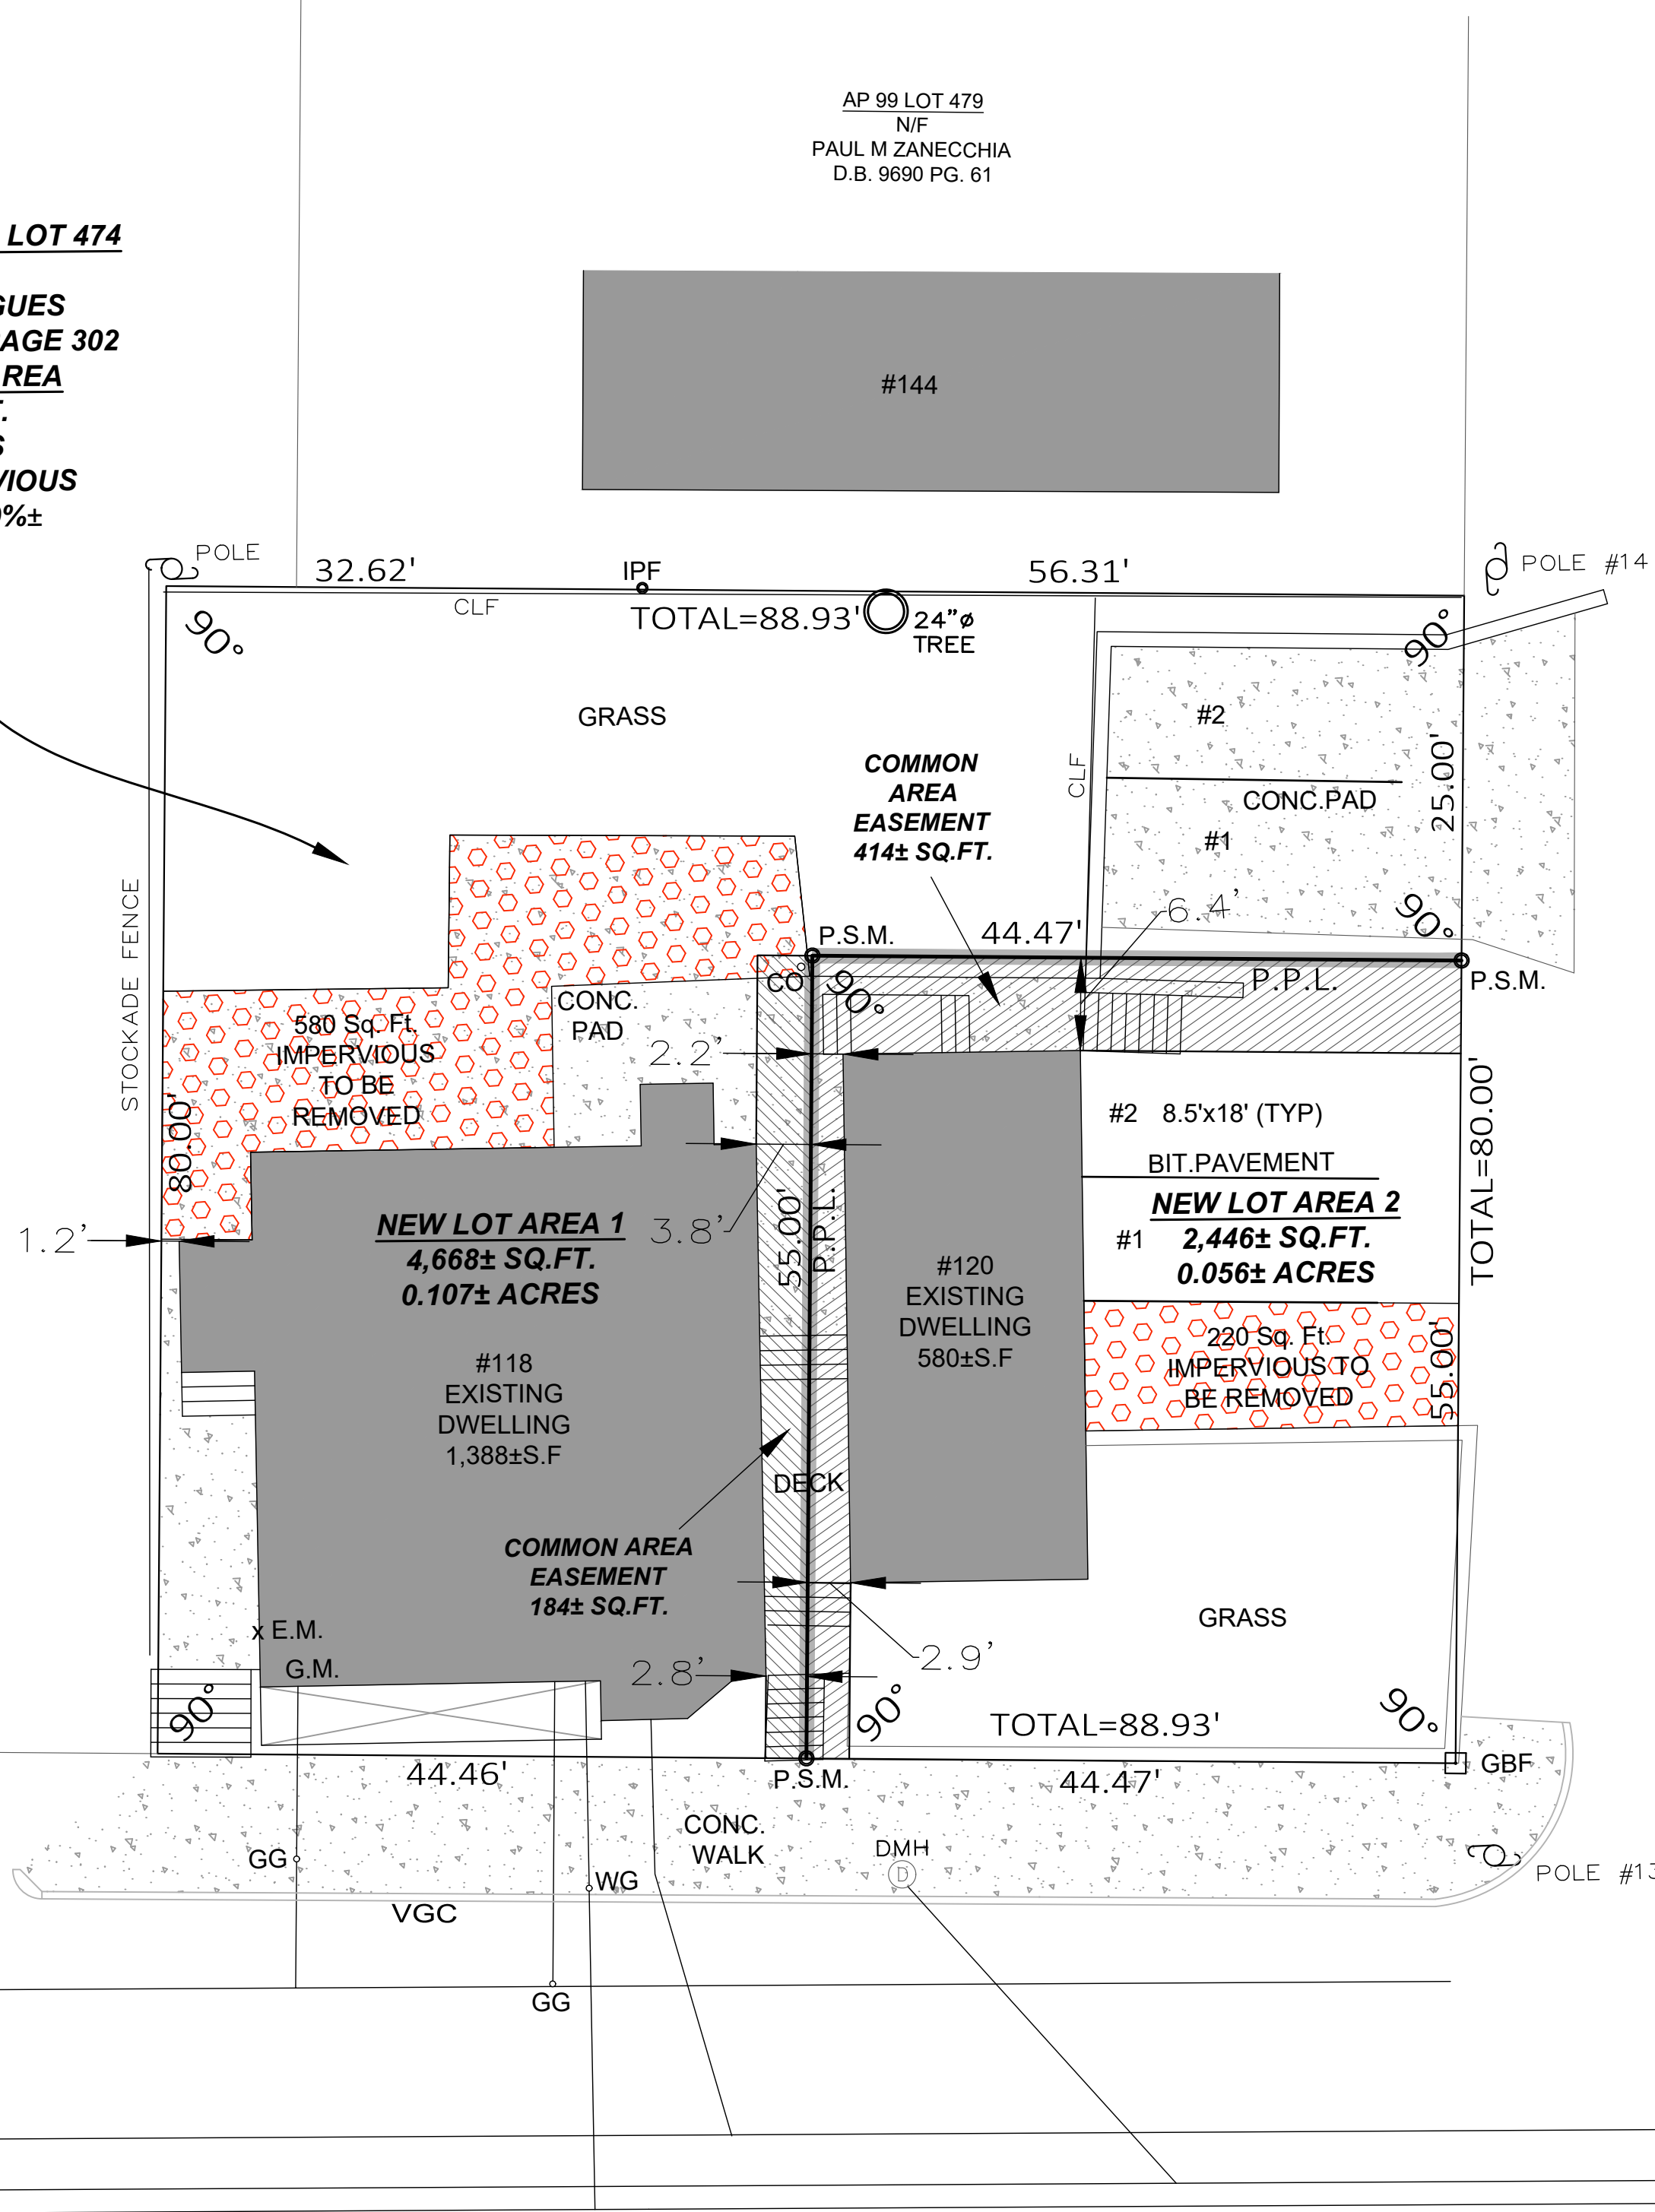 AP 99 LOT 479
N/F
PAUL M ZANECCHIA
D.B. 9690 PG. 61
LOT 474
GUES
AGE 302
REA
VIOUS
%±
#144
POLE
32.62'
IPF
56.31'
POLE #14
CLF
TOTAL=88.93'
24"ø
TREE
90°
90°
GRASS
#2
COMMON
AREA
EASEMENT
414± SQ.FT.
CLF
25.00'
CONC.PAD
#1
STOCKADE FENCE
6.4'
90°
P.S.M.
44.47'
CO
90°
P.P.L.
P.S.M.
CONC.
PAD
580 Sq. Ft.
IMPERVIOUS
TO BE
REMOVED
2.2'
80.00'
#2 8.5'x18' (TYP)
TOTAL=80.00'
BIT.PAVEMENT
1.2'
NEW LOT AREA 1
4,668± SQ.FT.
0.107± ACRES
3.8'
55.00'
P.P.L.
NEW LOT AREA 2
#1 2,446± SQ.FT.
0.056± ACRES
#120
EXISTING
DWELLING
580±S.F
220 Sq. Ft.
IMPERVIOUS TO
BE REMOVED
55.00'
#118
EXISTING
DWELLING
1,388±S.F
DECK
COMMON AREA
EASEMENT
184± SQ.FT.
x E.M.
G.M.
GRASS
2.9'
2.8'
90°
90°
90°
TOTAL=88.93'
44.46'
P.S.M.
44.47'
GBF
CONC.
WALK
DMH
D
GG
WG
POLE #13
VGC
GG